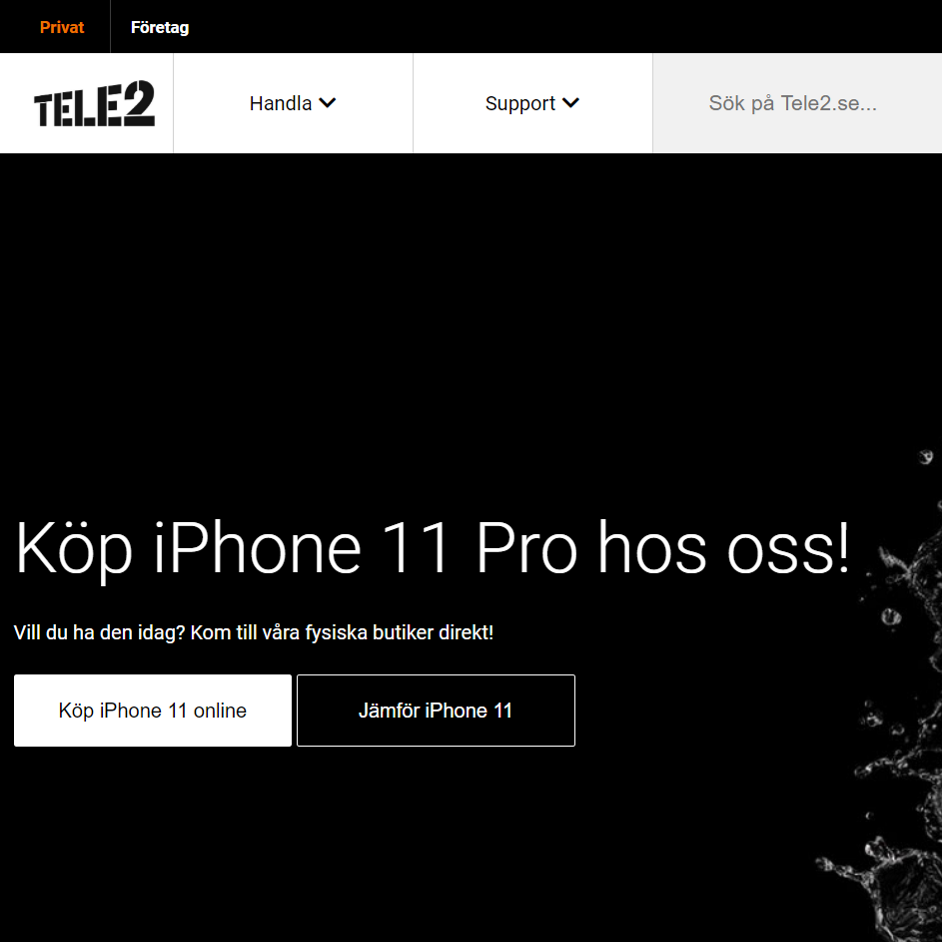 Privat
Företag
TELE2
Handla
Support
Sök på Tele2.se...
Köp iPhone 11 Pro hos oss!
Vill du ha den idag? Kom till våra fysiska butiker direkt!
Köp iPhone 11 online
Jämför iPhone 11